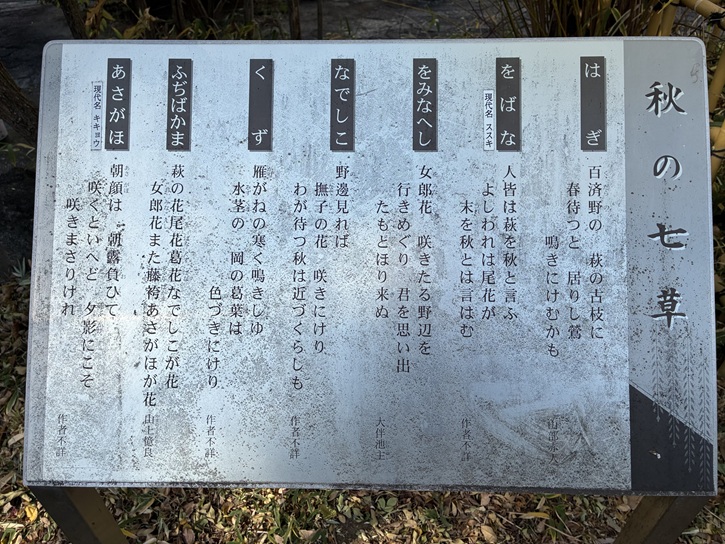 秋の七草
はぎ
百済野の 萩の古枝に
春待つと 居りし鶯
鳴きにけむかも
山部赤人
をばな
現代名 ススキ
人皆は萩を秋と言ふ
よしわれは尾花が
末を秋とは言はむ
作者不詳
をみなへし
女郎花 咲きたる野辺を
行きめぐり 君を思い出
たもとほり来ぬ
大伴池主
なでしこ
野邊見れば
撫子の花 咲きにけり
わが待つ秋は近づくらしも
作者不詳
くず
雁がねの寒く鳴きしゆ
水茎の 岡の葛葉は
色づきにけり
作者不詳
ふぢばかま
萩の花尾花葛花なでしこが花
女郎花また藤袴あさがほが花
山上憶良
あさがほ
現代名 キキョウ
朝顔は 朝露負ひて
咲くといへど 夕影にこそ
咲きまさりけれ
作者不詳